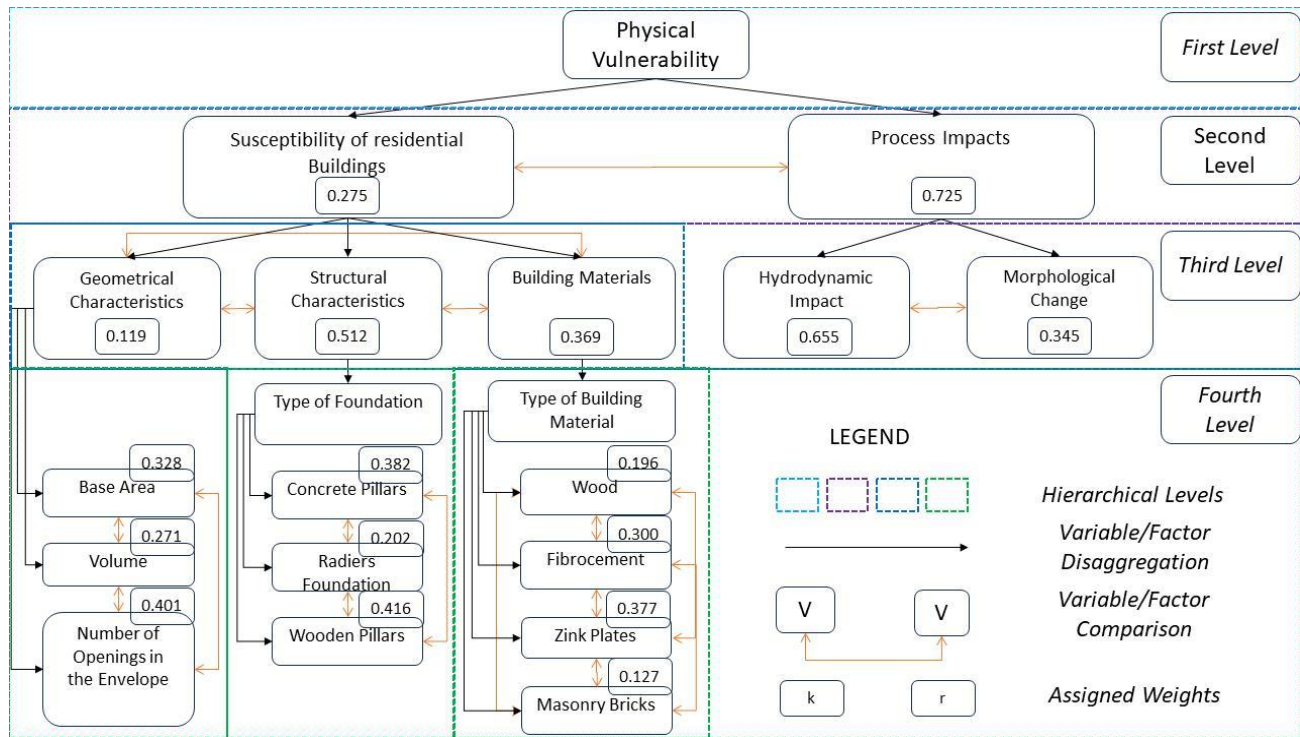 Physical
Vulnerability
First Level
Susceptibility of residential
Buildings
0.275
Process Impacts
0.725
Second
Level
Geometrical
Characteristics
0.119
Structural
Characteristics
0.512
Building Materials
0.369
Hydrodynamic
Impact
0.655
Morphological
Change
0.345
Third Level
Type of Foundation
Type of Building
Material
Fourth
Level
0.328
Base Area
0.271
Volume
0.401
Number of
Openings in
the Envelope
0.382
Concrete Pillars
0.202
Radiers
Foundation
0.416
Wooden Pillars
0.196
Wood
0.300
Fibrocement
0.377
Zink Plates
0.127
Masonry Bricks
LEGEND
Hierarchical Levels
Variable/Factor
Disaggregation
V
V
Variable/Factor
Comparison
k
r
Assigned Weights